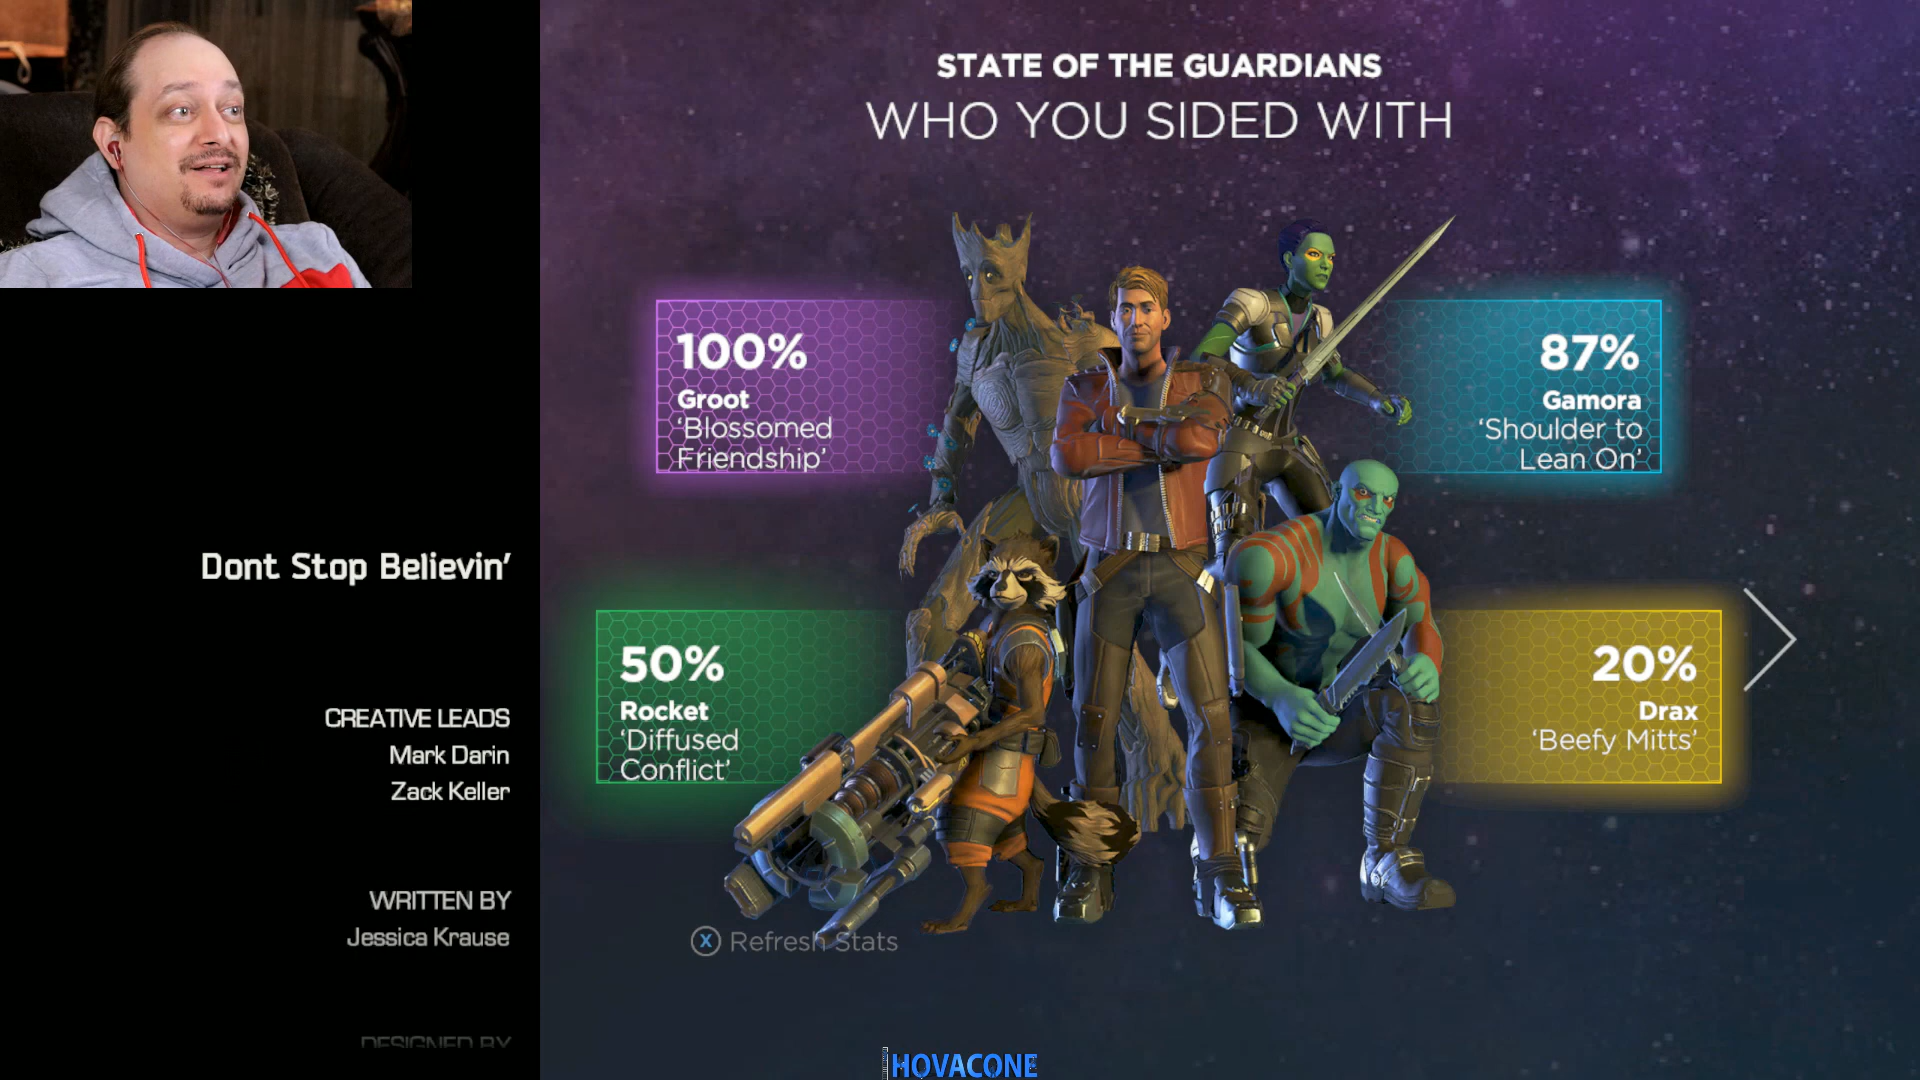 STATE OF THE GUARDIANS
WHO YOU SIDED WITH
100%
Groot
'Blossomed
Friendship'
87%
Gamora
'Shoulder to
Lean On'
50%
Rocket
'Diffused
Conflict'
20%
Drax
'Beefy Mitts'
X Refresh Stats
Dont Stop Believin'
CREATIVE LEADS
Mark Darin
Zack Keller
WRITTEN BY
Jessica Krause
DESIGNED BY
HOVACONE